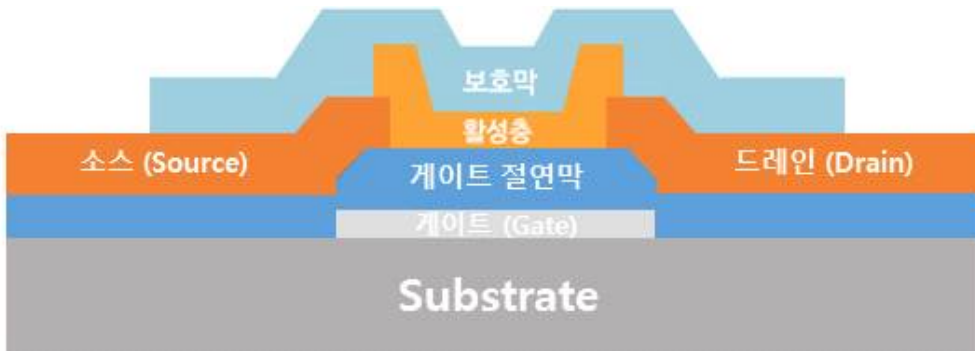 보호막
활성층
소스 (Source)
게이트 절연막
드레인 (Drain)
게이트 (Gate)
Substrate